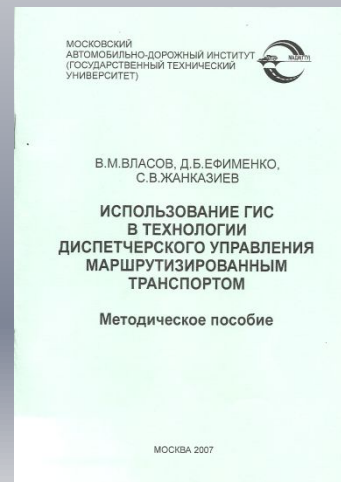 МОСКОВСКИЙ
АВТОМОБИЛЬНО-ДОРОЖНЫЙ ИНСТИТУТ
(ГОСУДАРСТВЕННЫЙ ТЕХНИЧЕСКИЙ
УНИВЕРСИТЕТ)
В.М.ВЛАСОВ, Д.Б.ЕФИМЕНКО,
С.В.ЖАНКАЗИЕВ
ИСПОЛЬЗОВАНИЕ ГИС
В ТЕХНОЛОГИИ
ДИСПЕТЧЕРСКОГО УПРАВЛЕНИЯ
МАРШРУТИЗИРОВАННЫМ
ТРАНСПОРТОМ
Методическое пособие
МОСКВА 2007